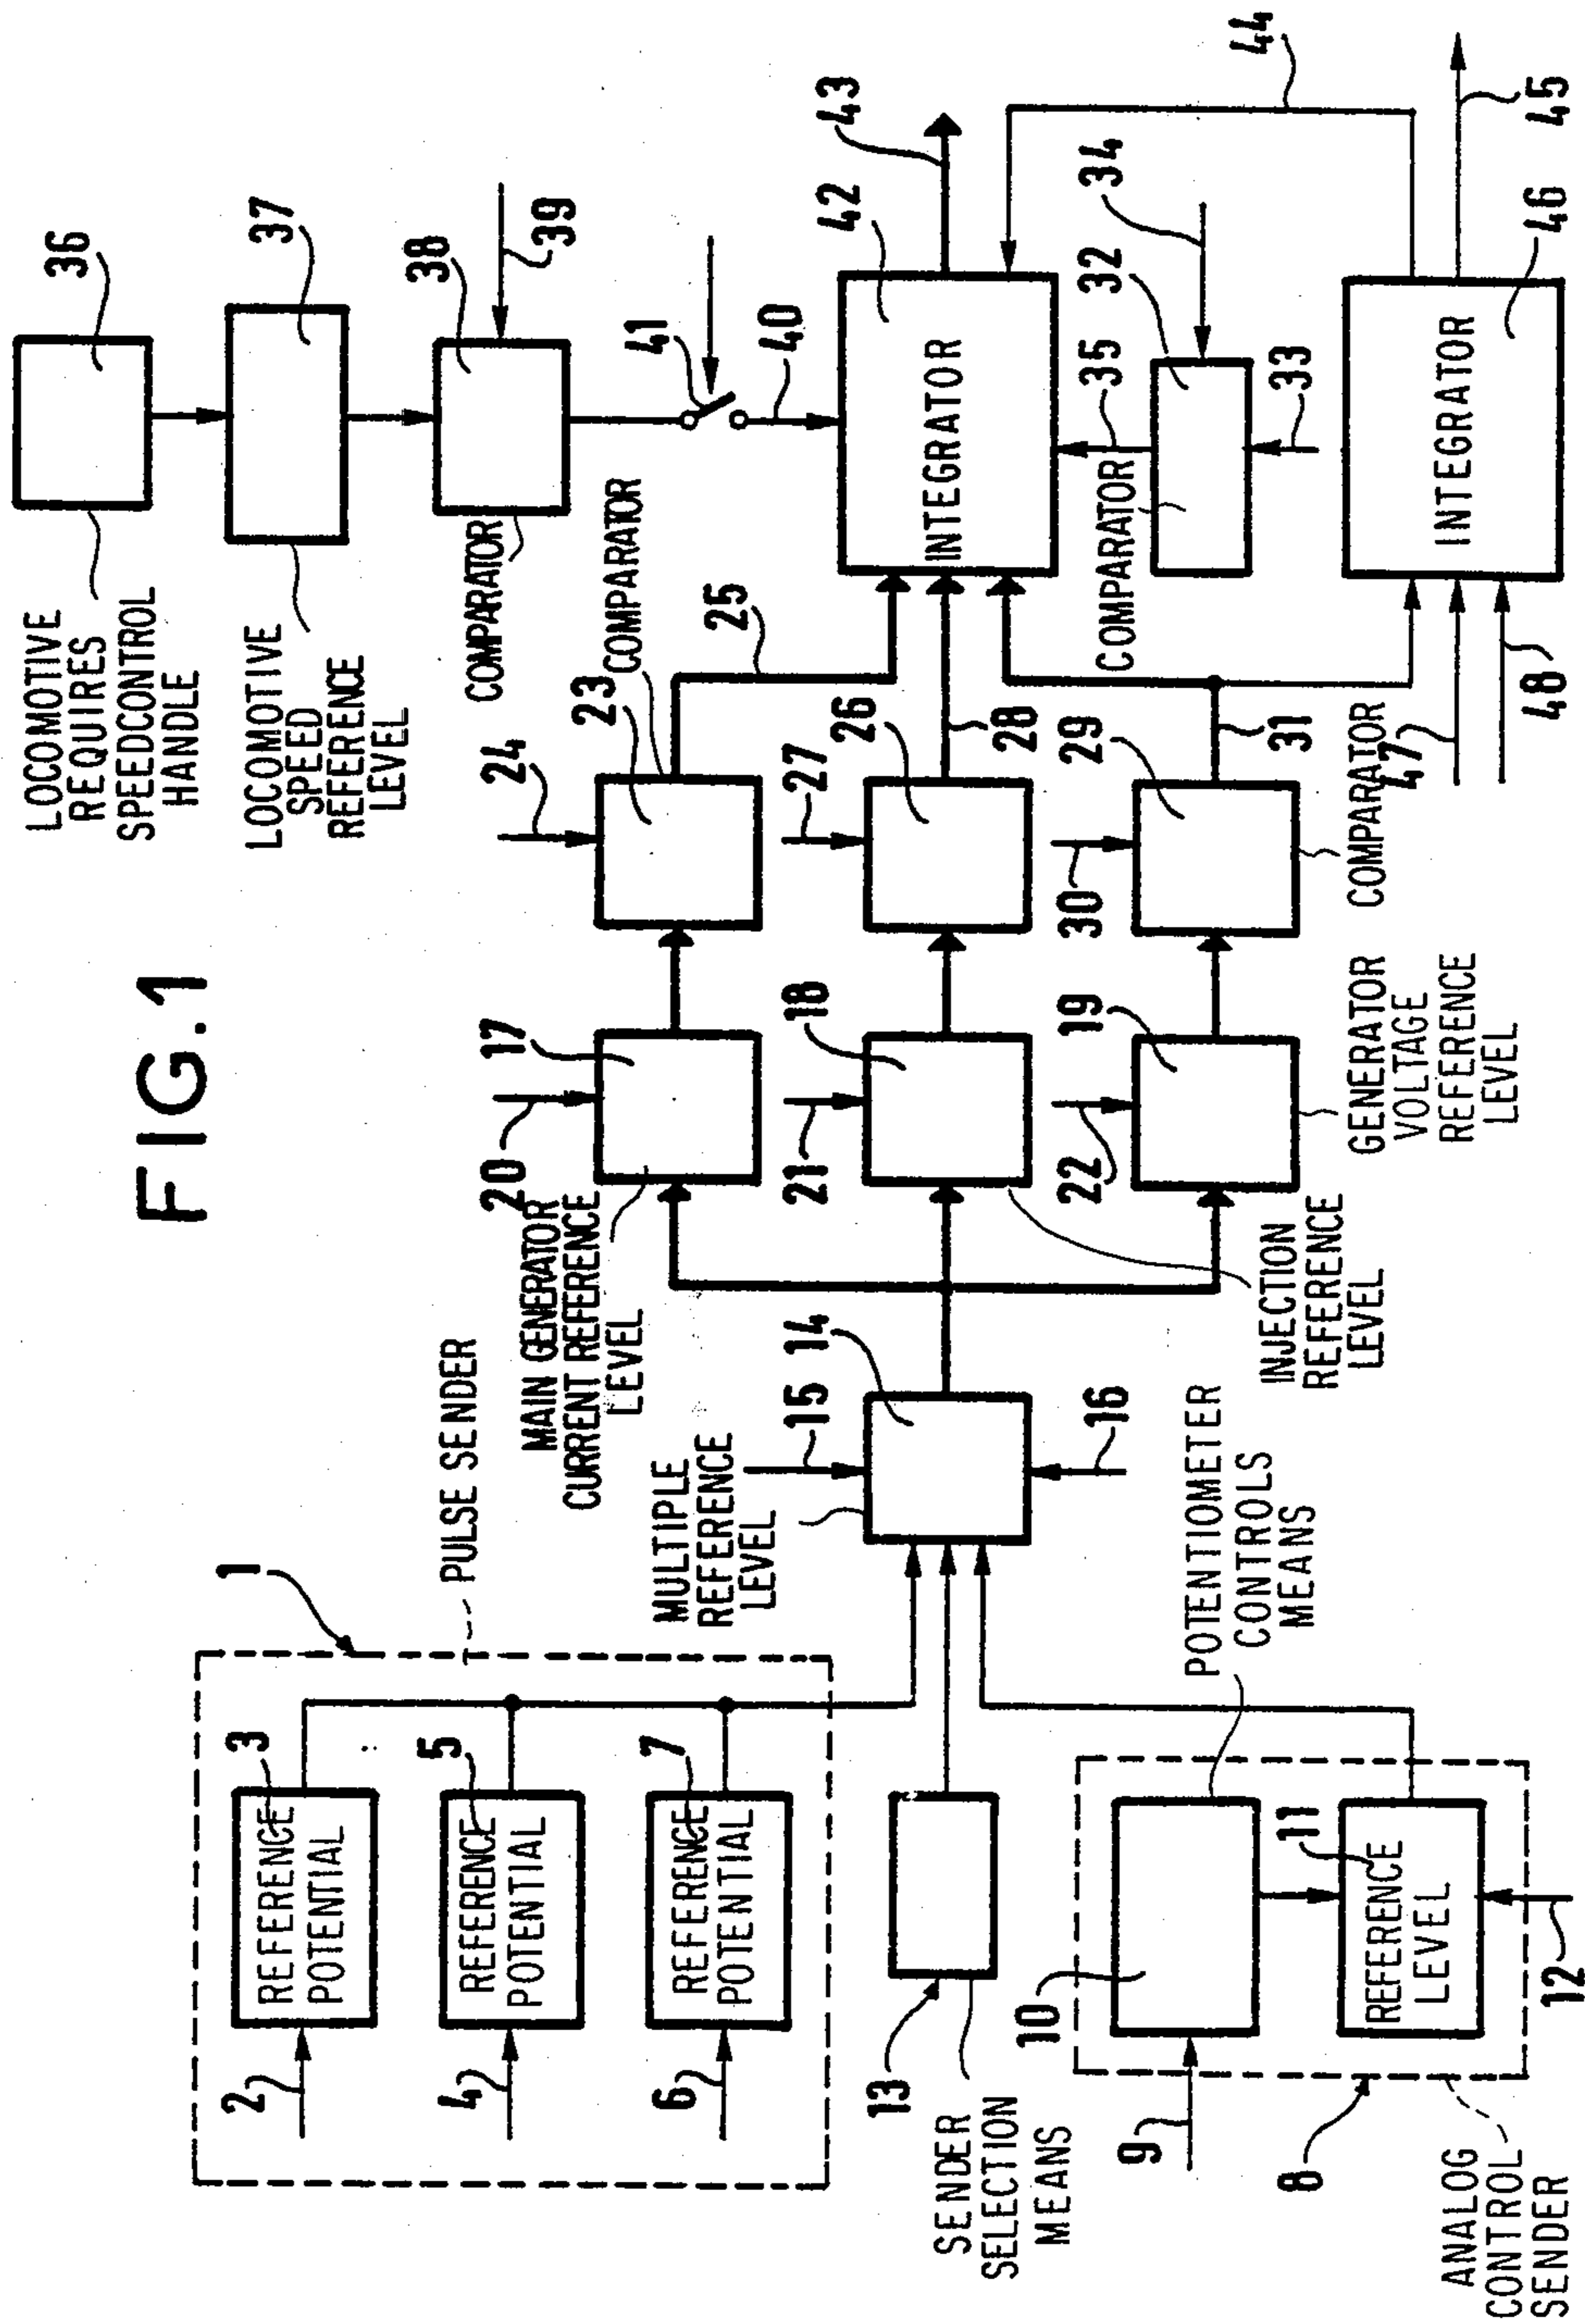 FIG.1
1
PULSE SENDER
2
3
REFERENCE
POTENTIAL
4
5
REFERENCE
POTENTIAL
6
7
REFERENCE
POTENTIAL
13
SENDER
SELECTION
MEANS
8
ANALOG
CONTROL
SENDER
9
10
POTENTIOMETER
CONTROLS
MEANS
11
REFERENCE
LEVEL
12
MULTIPLE
REFERENCE
LEVEL
14
15
16
MAIN GENERATOR
CURRENT REFERENCE
LEVEL
17
20
18
21
INJECTION
REFERENCE
LEVEL
19
22
GENERATOR
VOLTAGE
REFERENCE
LEVEL
23
COMPARATOR
24
25
26
27
28
29
30
31
COMPARATOR
LOCOMOTIVE
REQUIRES
SPEEDCONTROL
HANDLE
36
LOCOMOTIVE
SPEED
REFERENCE
LEVEL
37
COMPARATOR
38
39
41
40
INTEGRATOR
42
43
44
COMPARATOR
32
33
34
35
INTEGRATOR
46
45
47
48